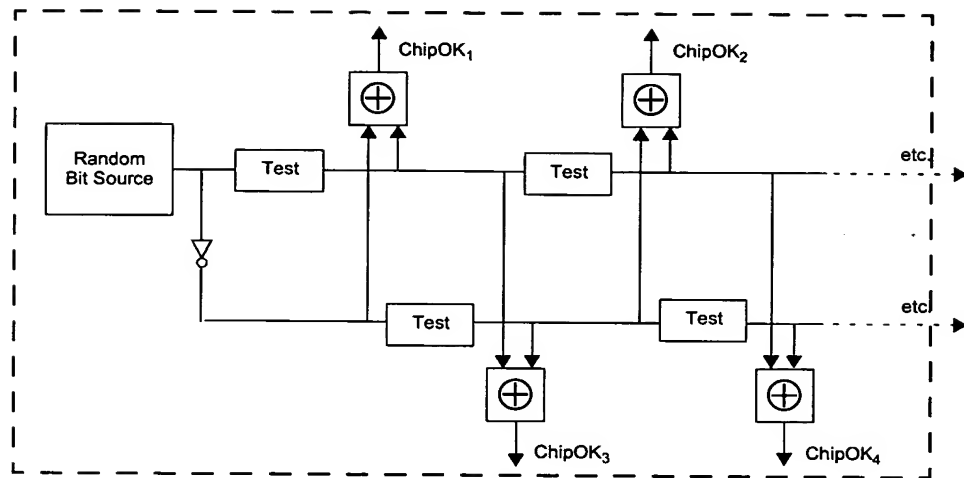 ChipOK₁
ChipOK₂
Random
Bit Source
Test
Test
etc.
Test
Test
etc
ChipOK₃
ChipOK₄